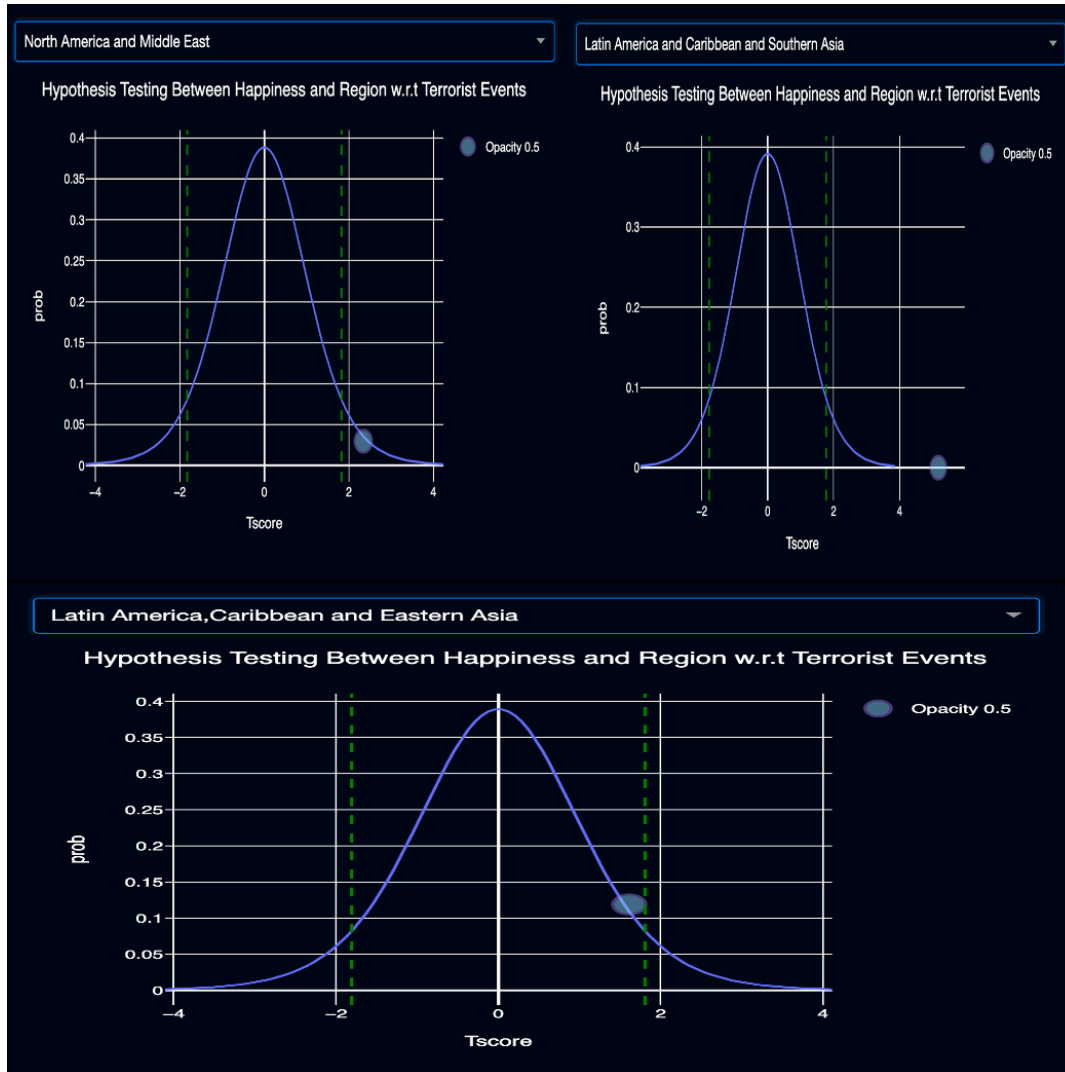 North America and Middle East
Hypothesis Testing Between Happiness and Region w.r.t Terrorist Events
Opacity 0.5
0.4
0.35
0.3
0.25
0.2
0.15
0.1
0.05
0
prob
−4
−2
0
2
4
Tscore
Latin America and Caribbean and Southern Asia
Hypothesis Testing Between Happiness and Region w.r.t Terrorist Events
Opacity 0.5
0.4
0.3
0.2
0.1
0
prob
−2
0
2
4
Tscore
Latin America,Caribbean and Eastern Asia
Hypothesis Testing Between Happiness and Region w.r.t Terrorist Events
Opacity 0.5
0.4
0.35
0.3
0.25
0.2
0.15
0.1
0.05
0
prob
−4
−2
0
2
4
Tscore